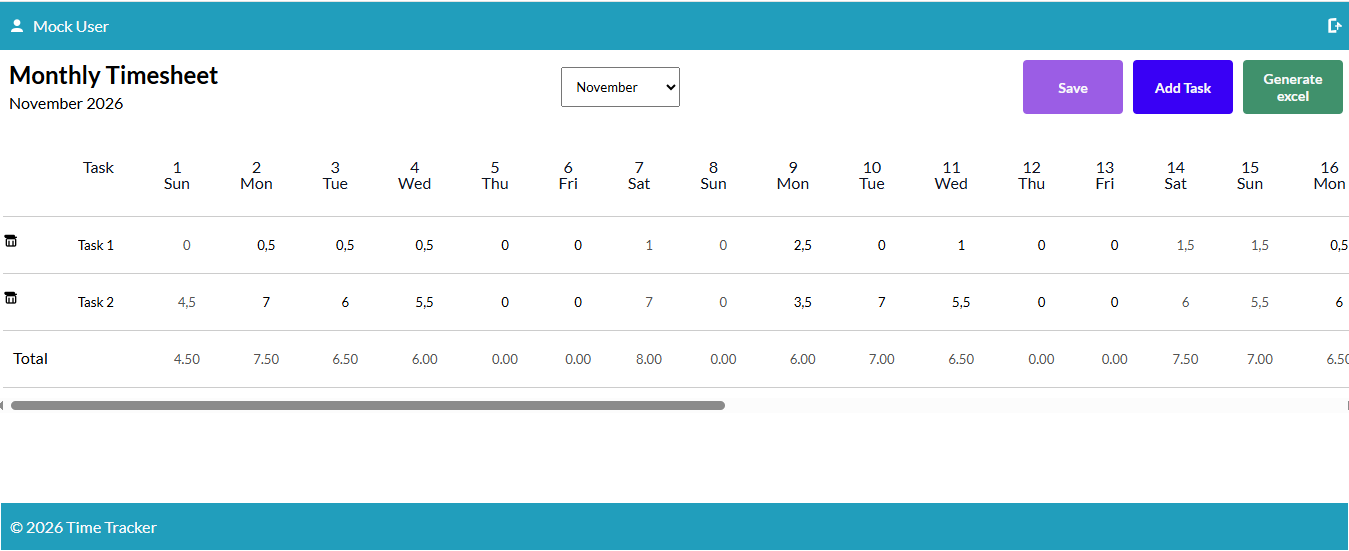 Mock User
Monthly Timesheet
November 2026
November
Save
Add Task
Generate
excel
Task 1 2 3 4 5 6 7 8 9 10 11 12 13 14 15 16
Sun Mon Tue Wed Thu Fri Sat Sun Mon Tue Wed Thu Fri Sat Sun Mon
Task 1 0 0,5 0,5 0,5 0 0 1 0 2,5 0 1 0 0 1,5 1,5 0,5
Task 2 4,5 7 6 5,5 0 0 7 0 3,5 7 5,5 0 0 6 5,5 6
Total 4.50 7.50 6.50 6.00 0.00 0.00 8.00 0.00 6.00 7.00 6.50 0.00 0.00 7.50 7.00 6.50
© 2026 Time Tracker